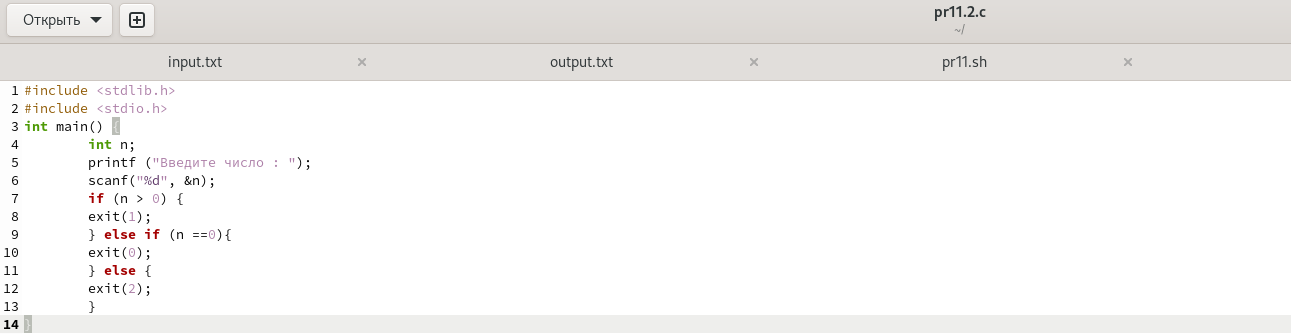 Открыть
pr11.2.c
~/
input.txt × output.txt × pr11.sh ×
1 #include <stdlib.h>
2 #include <stdio.h>
3 int main() {
4 int n;
5 printf ("Введите число : ");
6 scanf("%d", &n);
7 if (n > 0) {
8 exit(1);
9 } else if (n ==0){
10 exit(0);
11 } else {
12 exit(2);
13 }
14 }